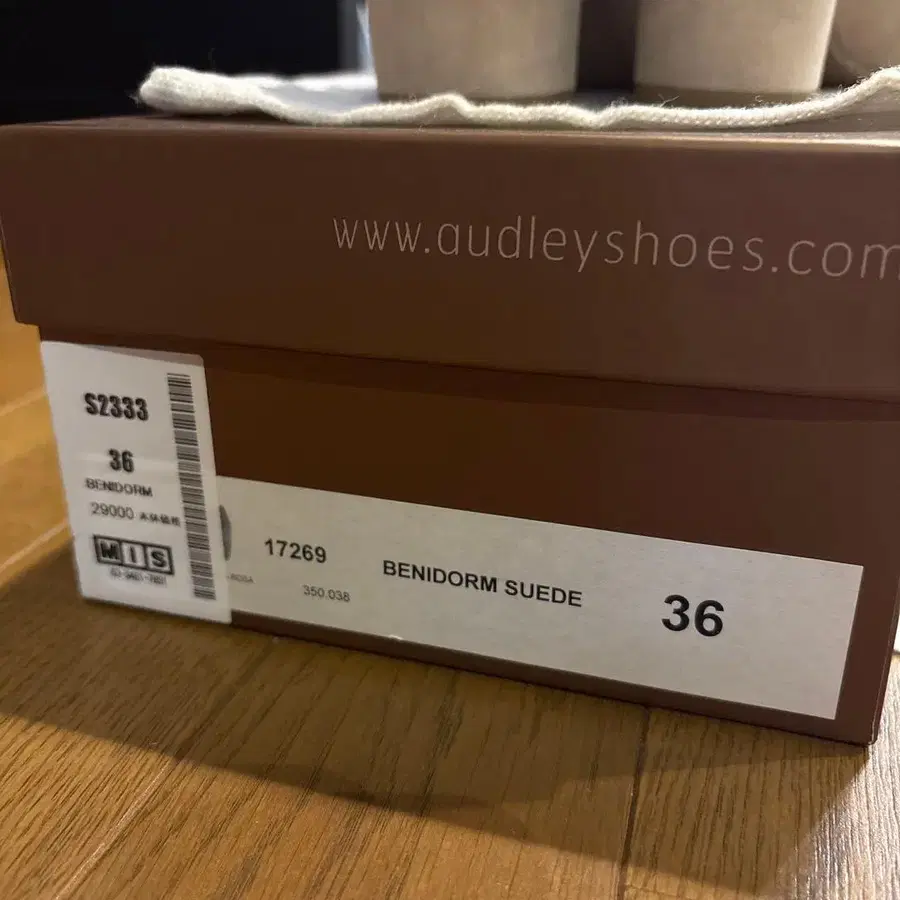 www.audleyshoes.com
S2333
36
BENIDORM
29000
MIS
17269
350.038
BENIDORM SUEDE
36